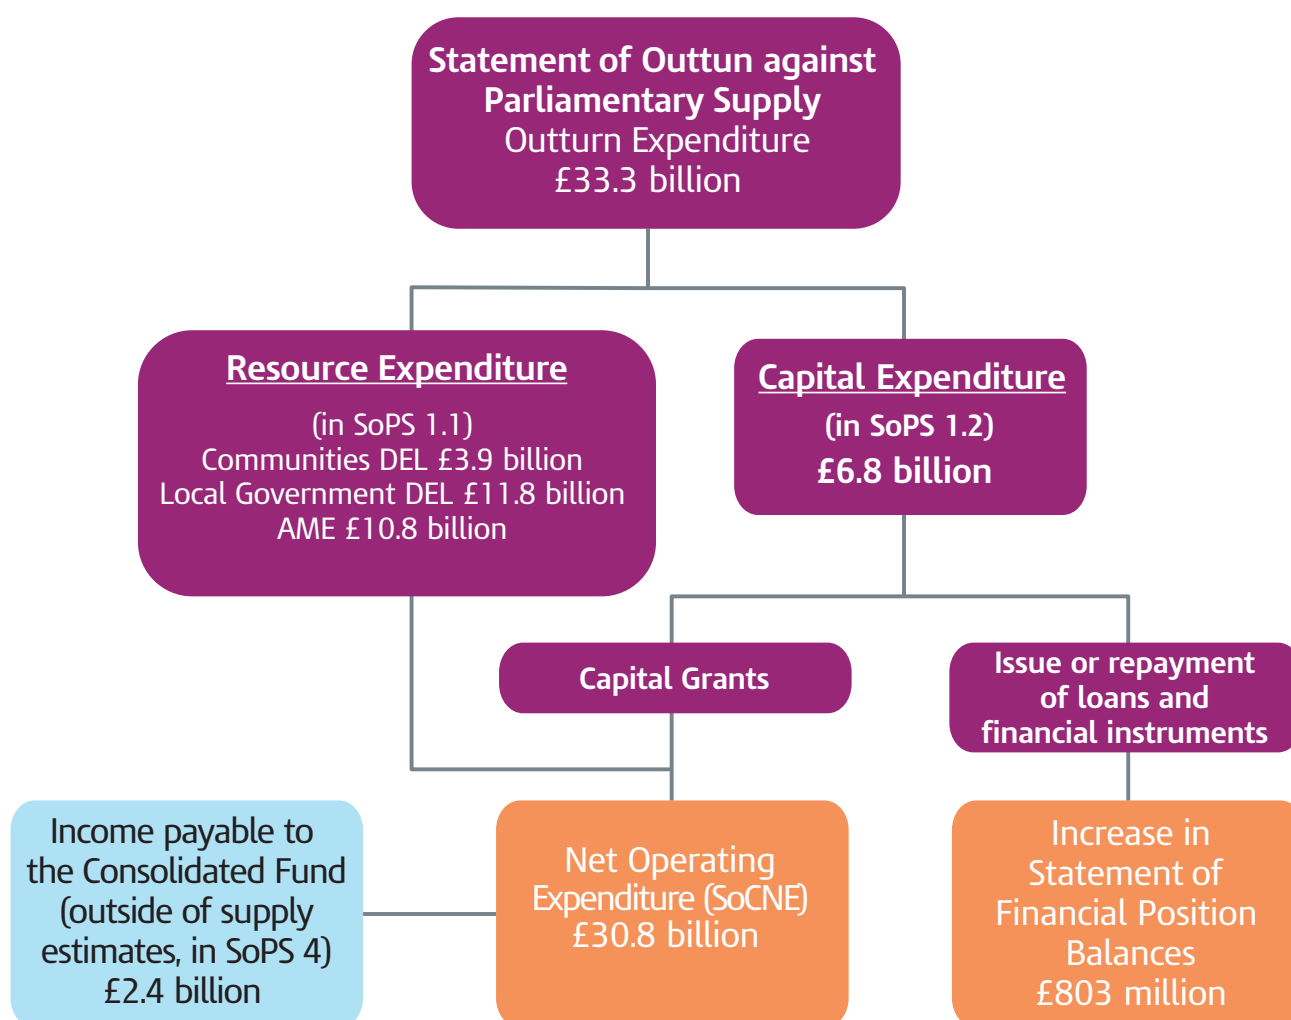 Statement of Outtun against
Parliamentary Supply
Outturn Expenditure
£33.3 billion
Resource Expenditure
(in SoPS 1.1)
Communities DEL £3.9 billion
Local Government DEL £11.8 billion
AME £10.8 billion
Capital Expenditure
(in SoPS 1.2)
£6.8 billion
Capital Grants
Issue or repayment
of loans and
financial instruments
Income payable to
the Consolidated Fund
(outside of supply
estimates, in SoPS 4)
£2.4 billion
Net Operating
Expenditure (SoCNE)
£30.8 billion
Increase in
Statement of
Financial Position
Balances
£803 million